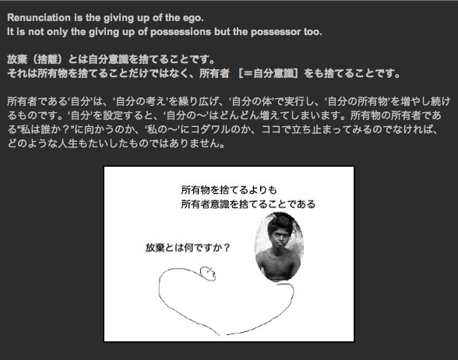 Renunciation is the giving up of the ego.
It is not only the giving up of possessions but the possessor too.
放棄（捨離）とは自分意識を捨てることです。
それは所有物を捨てることだけではなく、所有者 ［＝自分意識］をも捨てることです。
所有者である'自分'は、'自分の考え'を繰り広げ、'自分の体'で実行し、'自分の所有物'を増やし続け
るものです。'自分'を設定すると、'自分の〜'はどんどん増えてしまいます。所有物の所有者であ
る"私は誰か？"に向かうのか、'私の〜'にコダワルのか、ココで立ち止まってみるのでなければ、
どのような人生もたいしたものではありません。
所有物を捨てるよりも
所有者意識を捨てることである
放棄とは何ですか？